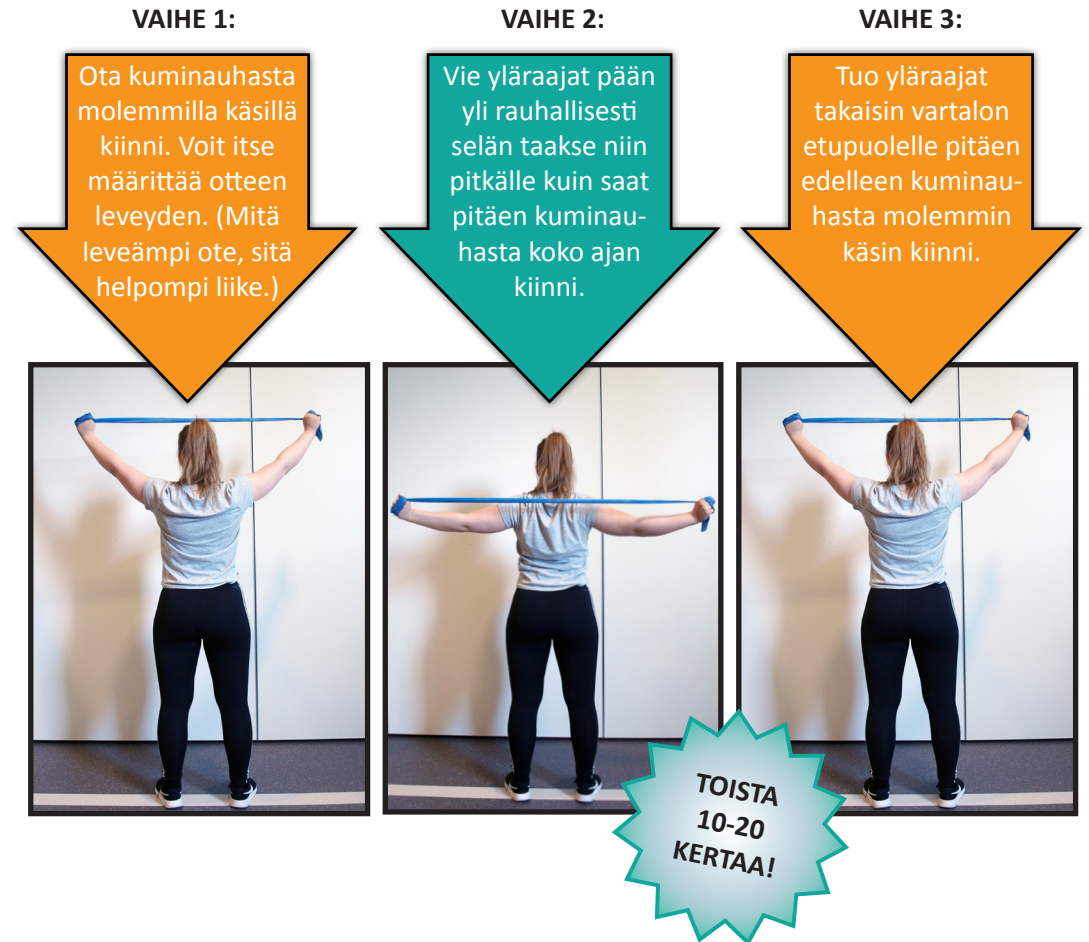 VAIHE 1:
Ota kuminauhasta
molemmilla käsillä
kiinni. Voit itse
määrittää otteen
leveyden. (Mitä
leveämpi ote, sitä
helpompi liike.)
VAIHE 2:
Vie yläraajat pään
yli rauhallisesti
selän taakse niin
pitkälle kuin saat
pitäen kuminau-
hasta koko ajan
kiinni.
VAIHE 3:
Tuo yläraajat
takaisin vartalon
etupuolelle pitäen
edelleen kuminau-
hasta molemmin
käsin kiinni.
TOISTA
10-20
KERTAA!